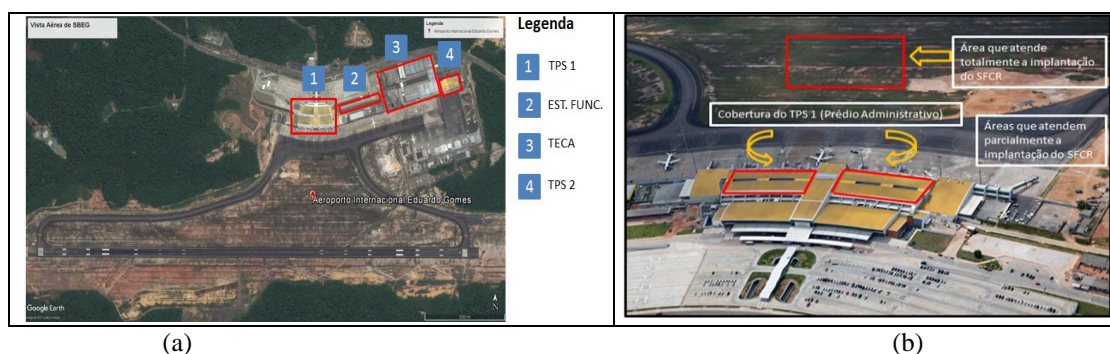 Vista Aérea de SBEG
Legenda
Aeroporto Internacional Eduardo Gomes
1
2
3
4
Aeroporto Internacional Eduardo Gomes
Google Earth
N
500 m
Legenda
1 TPS 1
2 EST. FUNC.
3 TECA
4 TPS 2
Área que atende
totalmente a implantação
do SFCR
Cobertura do TPS 1 (Prédio Administrativo)
Áreas que atendem
parcialmente a
implantação do SFCR
(a)
(b)